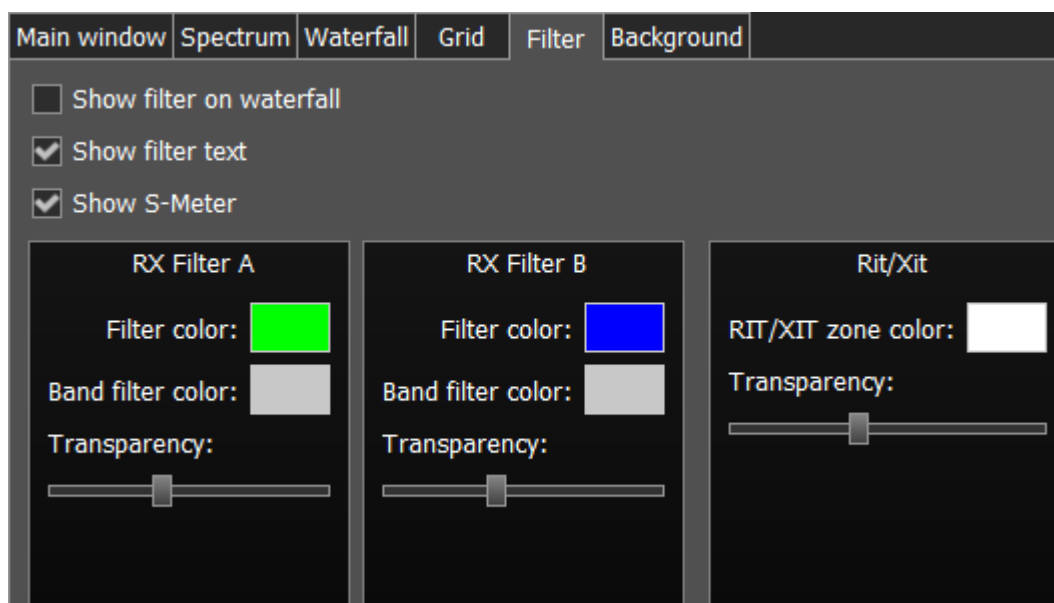 Main window Spectrum Waterfall Grid Filter Background
Show filter on waterfall
Show filter text
Show S-Meter
RX Filter A
Filter color:
Band filter color:
Transparency:
RX Filter B
Filter color:
Band filter color:
Transparency:
Rit/Xit
RIT/XIT zone color:
Transparency: